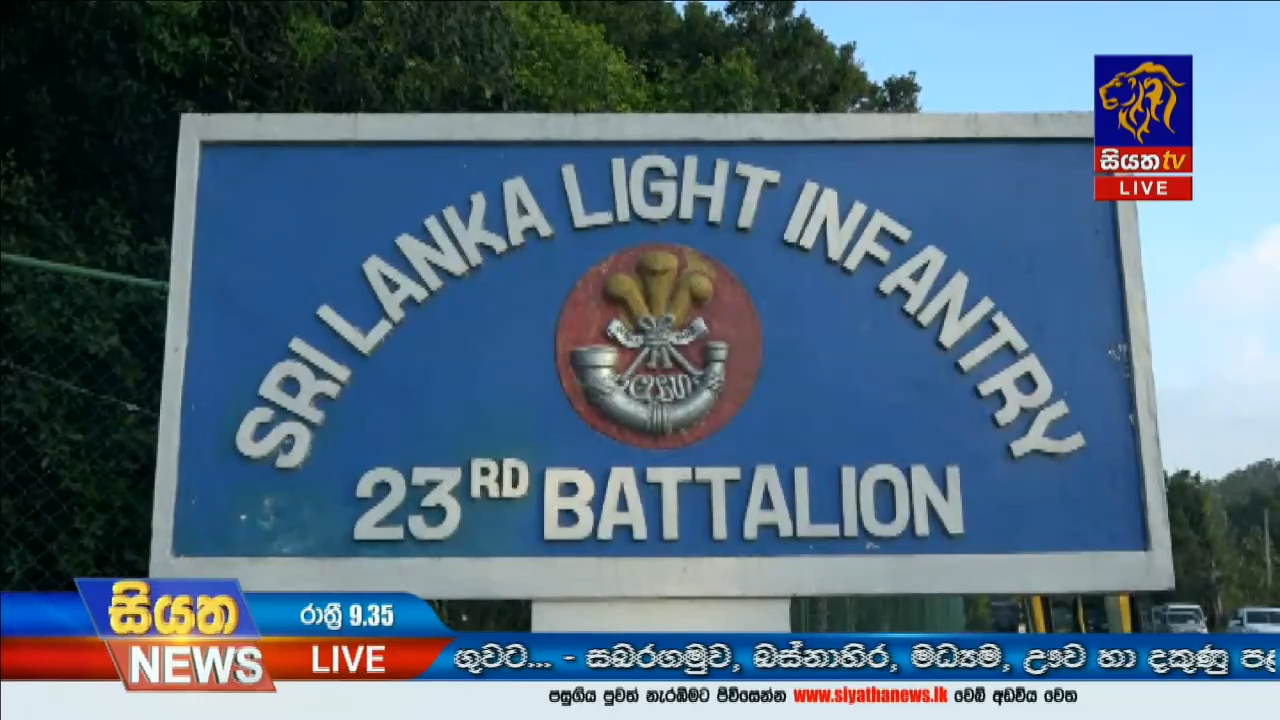 සියත tv
LIVE
SRI LANKA LIGHT INFANTRY
23RD BATTALION
සියත
NEWS
රාත්‍රී 9.35
LIVE
ගුවට... - සබරගමුව, බස්නාහිර, මධ්‍යම, ඌව හා දකුණු
පසුගිය පුවත් නැරඹීමට පිවිසෙන්න www.siyathanews.lk වෙබ් අඩවිය වෙත